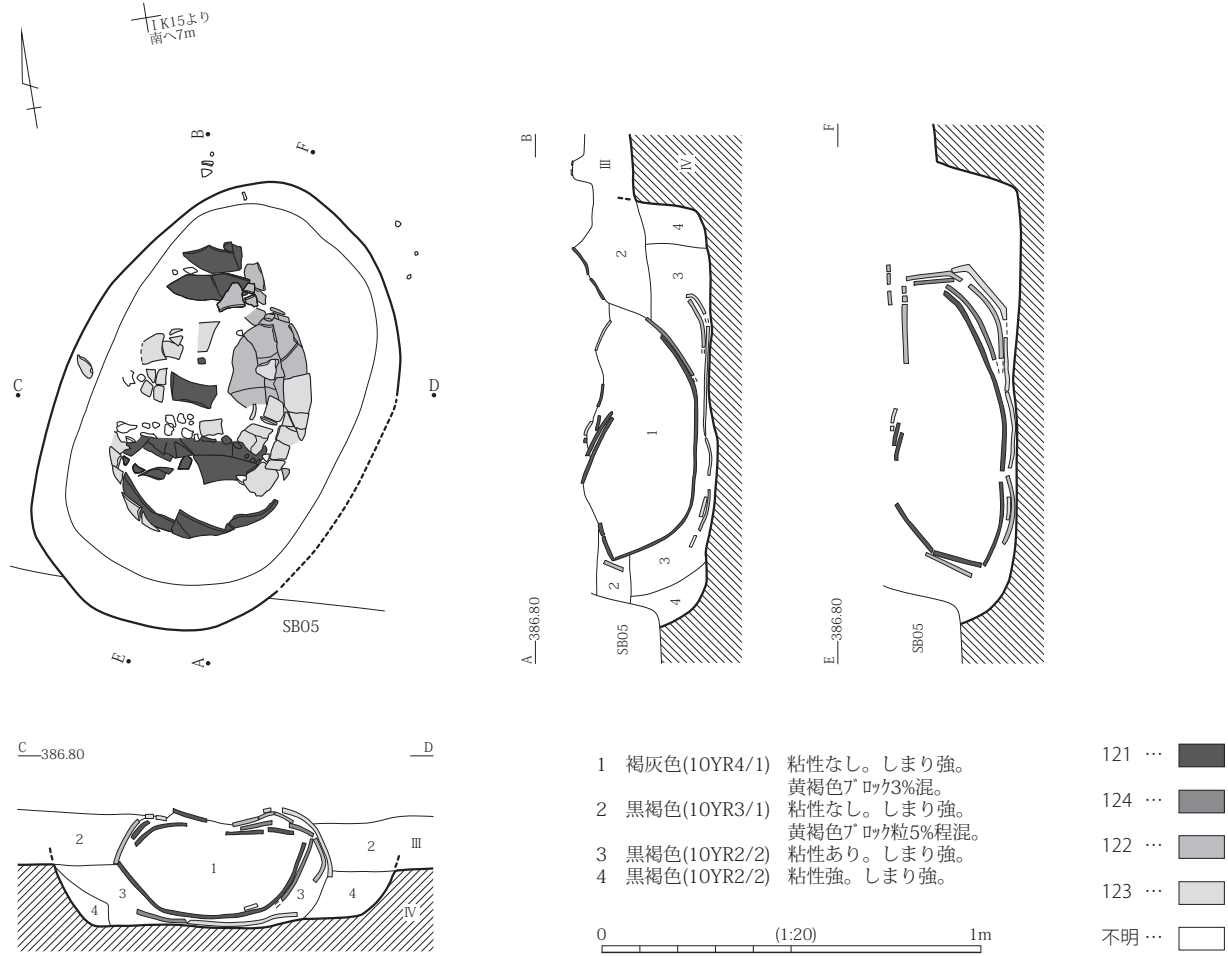 I K15より
南へ7m
B
F
C
D
SB05
E
A
B
III
IV
4
2
3
1
3
2
4
A 386.80
SB05
F
E 386.80
SB05
C 386.80
D
2
2
III
1
3
3
4
4
IV
1 褐灰色(10YR4/1) 粘性なし。しまり強。
黄褐色ブロック3%混。
2 黒褐色(10YR3/1) 粘性なし。しまり強。
黄褐色ブロック粒5%程混。
3 黒褐色(10YR2/2) 粘性あり。しまり強。
4 黒褐色(10YR2/2) 粘性強。しまり強。
0 (1:20) 1m
121 …
124 …
122 …
123 …
不明 …